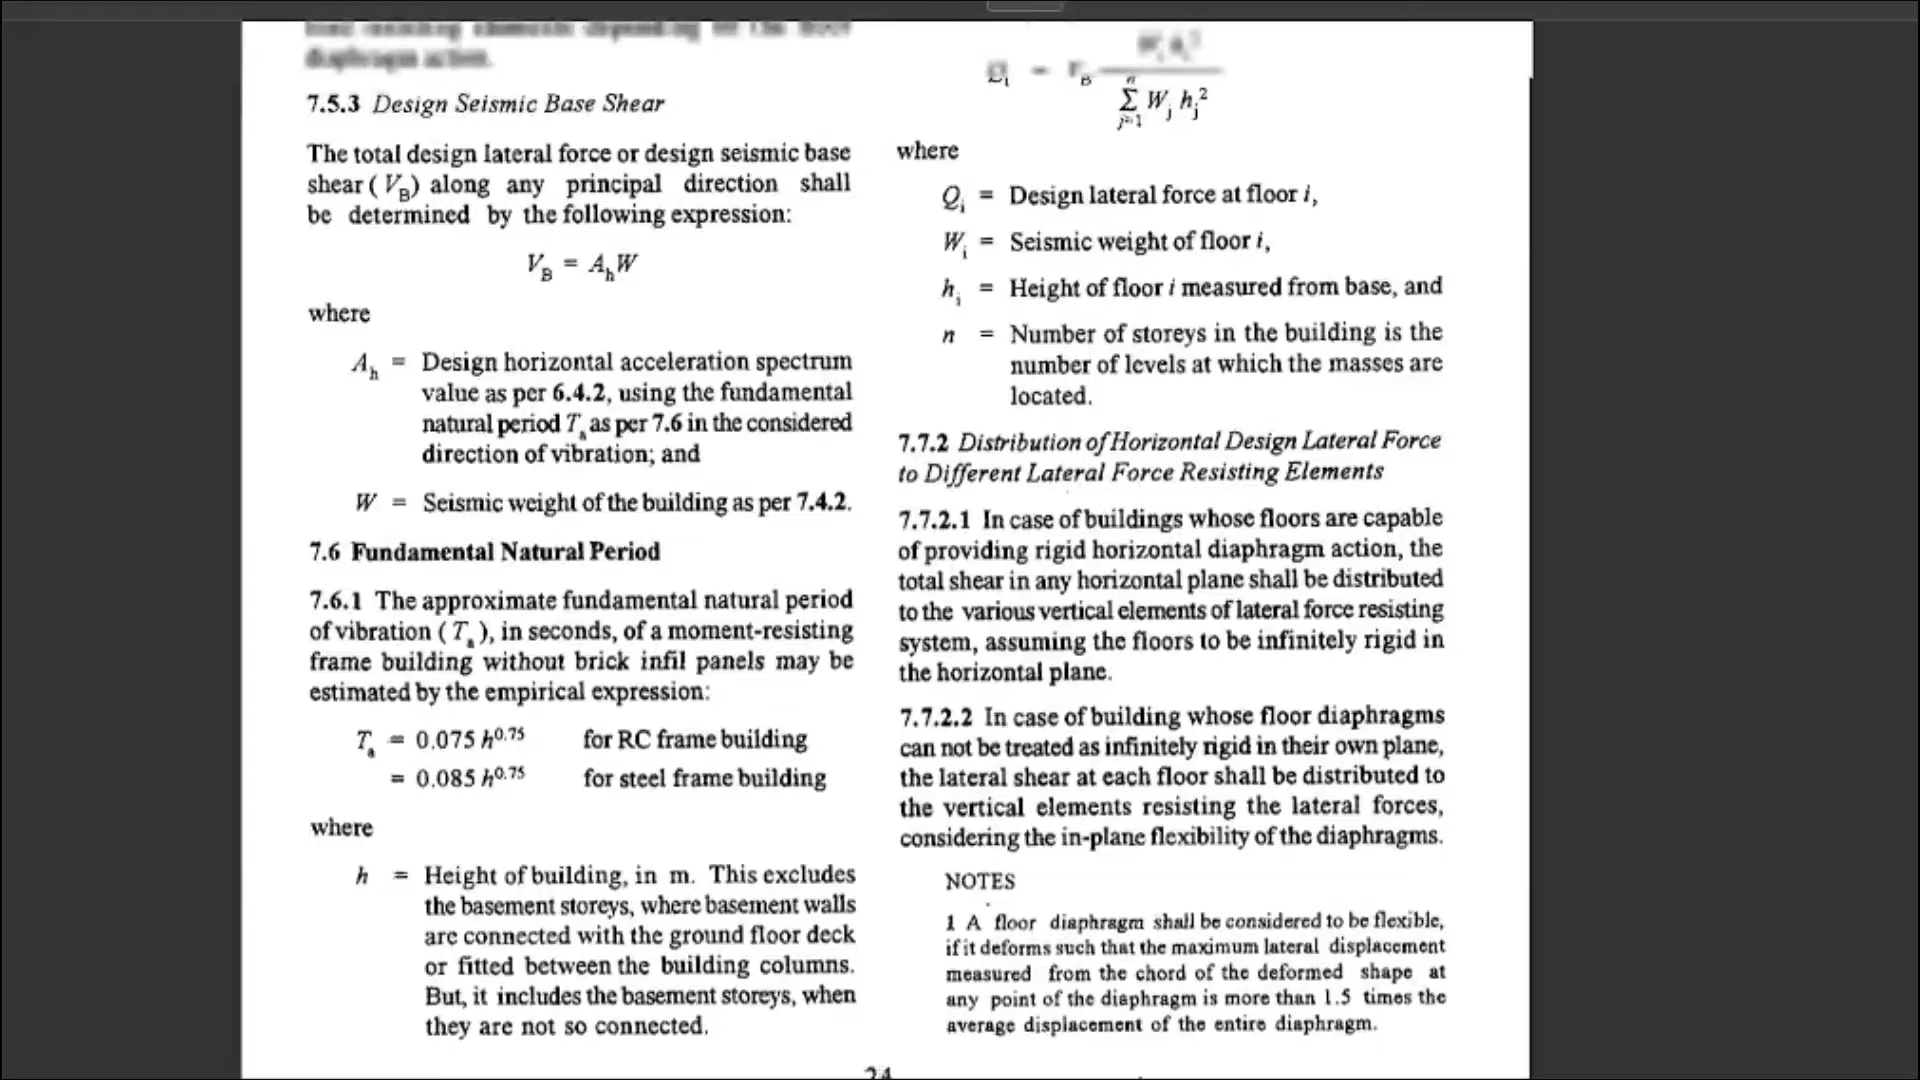 7.5.3 Design Seismic Base Shear
The total design lateral force or design seismic base
shear ( V_B) along any principal direction shall
be determined by the following expression:
V_B = A_h W
where
A_h = Design horizontal acceleration spectrum
value as per 6.4.2, using the fundamental
natural period T_a as per 7.6 in the considered
direction of vibration; and
W = Seismic weight of the building as per 7.4.2.
7.6 Fundamental Natural Period
7.6.1 The approximate fundamental natural period
of vibration ( T_a ), in seconds, of a moment-resisting
frame building without brick infil panels may be
estimated by the empirical expression:
T_a = 0.075 h^0.75 for RC frame building
= 0.085 h^0.75 for steel frame building
where
h = Height of building, in m. This excludes
the basement storeys, where basement walls
are connected with the ground floor deck
or fitted between the building columns.
But, it includes the basement storeys, when
they are not so connected.
Σ W_j h_j^2
j=1
where
Q_i = Design lateral force at floor i,
W_i = Seismic weight of floor i,
h_i = Height of floor i measured from base, and
n = Number of storeys in the building is the
number of levels at which the masses are
located.
7.7.2 Distribution of Horizontal Design Lateral Force
to Different Lateral Force Resisting Elements
7.7.2.1 In case of buildings whose floors are capable
of providing rigid horizontal diaphragm action, the
total shear in any horizontal plane shall be distributed
to the various vertical elements of lateral force resisting
system, assuming the floors to be infinitely rigid in
the horizontal plane.
7.7.2.2 In case of building whose floor diaphragms
can not be treated as infinitely rigid in their own plane,
the lateral shear at each floor shall be distributed to
the vertical elements resisting the lateral forces,
considering the in-plane flexibility of the diaphragms.
NOTES
1 A floor diaphragm shall be considered to be flexible,
if it deforms such that the maximum lateral displacement
measured from the chord of the deformed shape at
any point of the diaphragm is more than 1.5 times the
average displacement of the entire diaphragm.